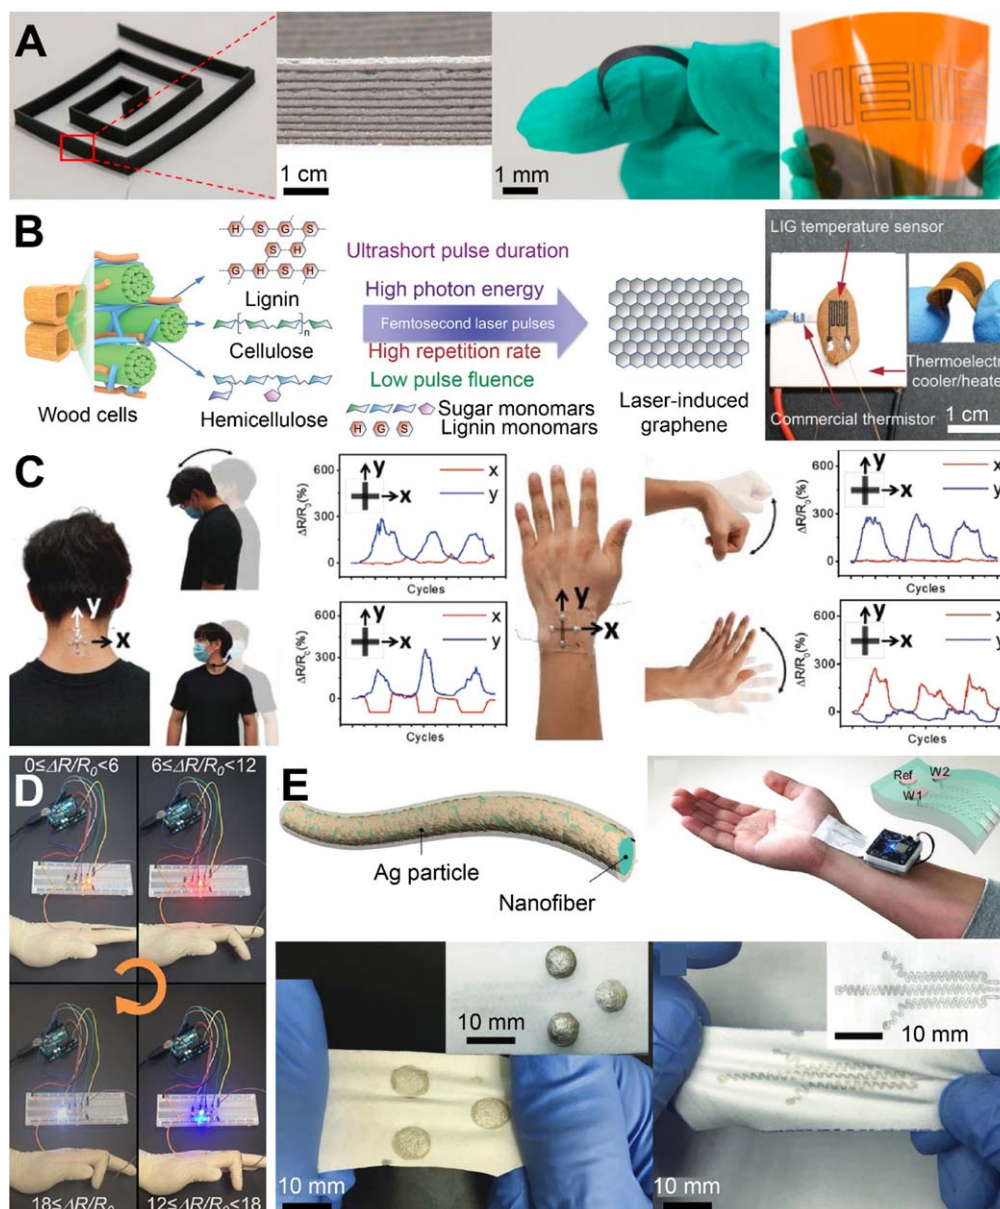 A
1 cm
1 mm
B
H S G S
S H
G H S H
Lignin
n
Cellulose
Hemicellulose
Wood cells
Ultrashort pulse duration
High photon energy
Femtosecond laser pulses
High repetition rate
Low pulse fluence
Sugar monomars
H G S
Lignin monomars
Laser-induced
graphene
LIG temperature sensor
Thermoelectr
cooler/heate
Commercial thermistor
1 cm
C
y
x
600
300
0
ΔR/R0(%)
y
x
x
y
Cycles
600
300
0
ΔR/R0(%)
y
x
x
y
Cycles
y
x
600
300
0
ΔR/R0(%)
y
x
x
y
Cycles
600
300
0
ΔR/R0(%)
y
x
x
y
Cycles
D
0≤ΔR/R0<6
6≤ΔR/R0<12
18≤ΔR/R0
12≤ΔR/R0<18
E
Ag particle
Nanofiber
Ref
W2
W1
10 mm
10 mm
10 mm
10 mm